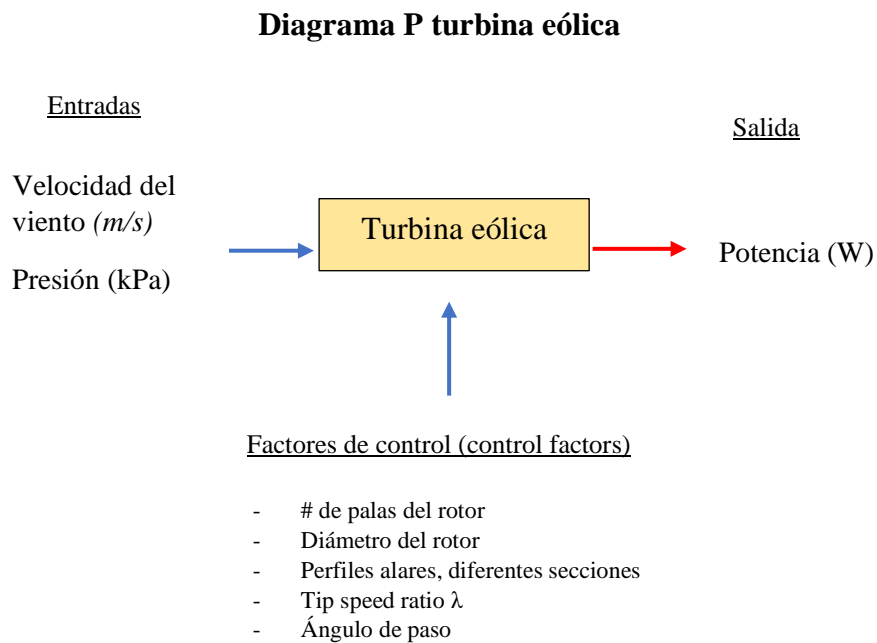 Diagrama P turbina eólica
Entradas
Salida
Velocidad del
viento (m/s)
Presión (kPa)
Turbina eólica
Potencia (W)
Factores de control (control factors)
- # de palas del rotor
- Diámetro del rotor
- Perfiles alares, diferentes secciones
- Tip speed ratio λ
- Ángulo de paso